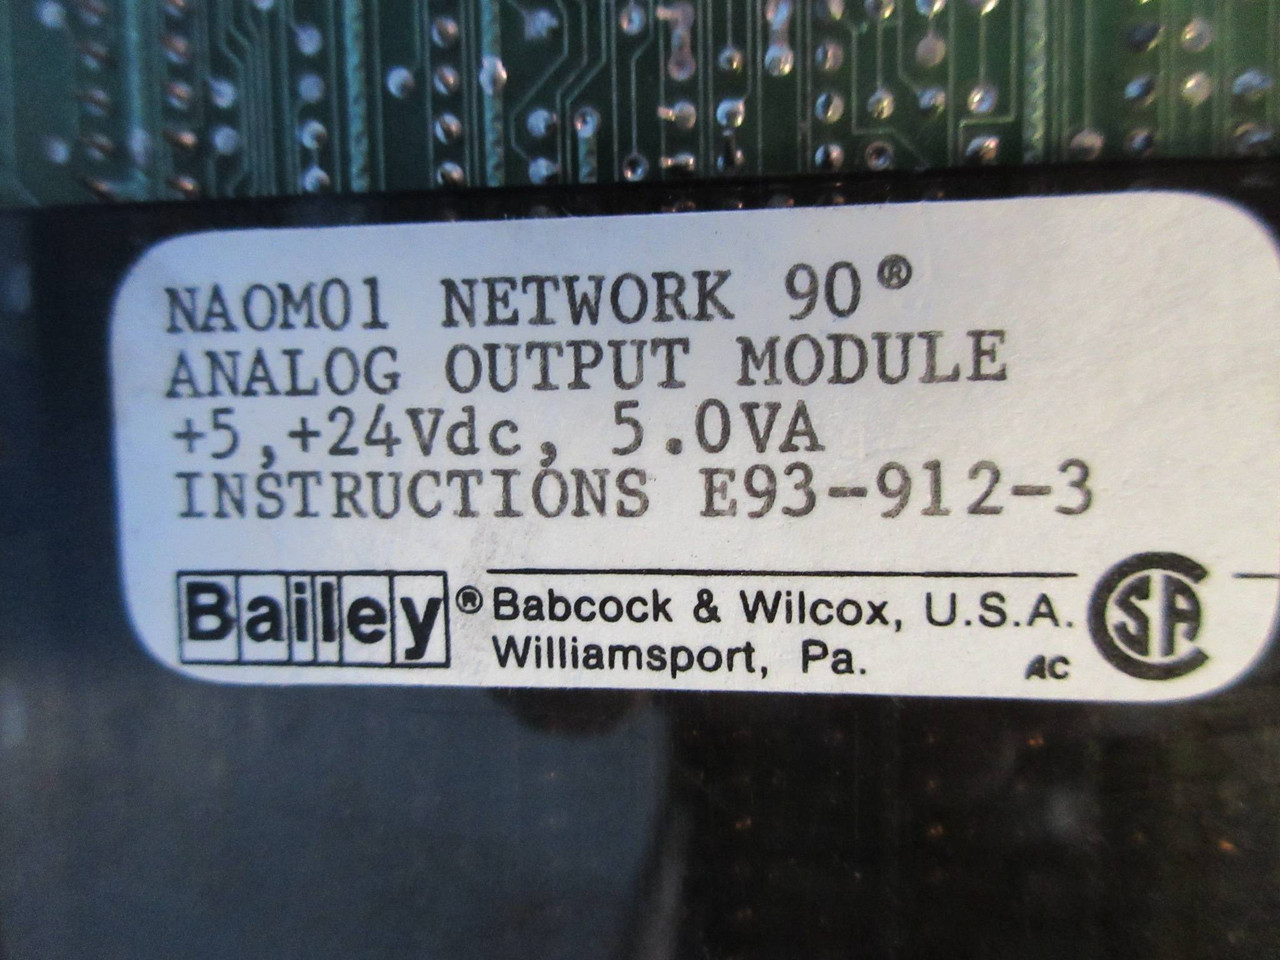 NAOM01 NETWORK 90®
ANALOG OUTPUT MODULE
+5,+24Vdc, 5.0VA
INSTRUCTIONS E93-912-3
Bailey® Babcock & Wilcox, U.S.A.
Williamsport, Pa. AC
CSA